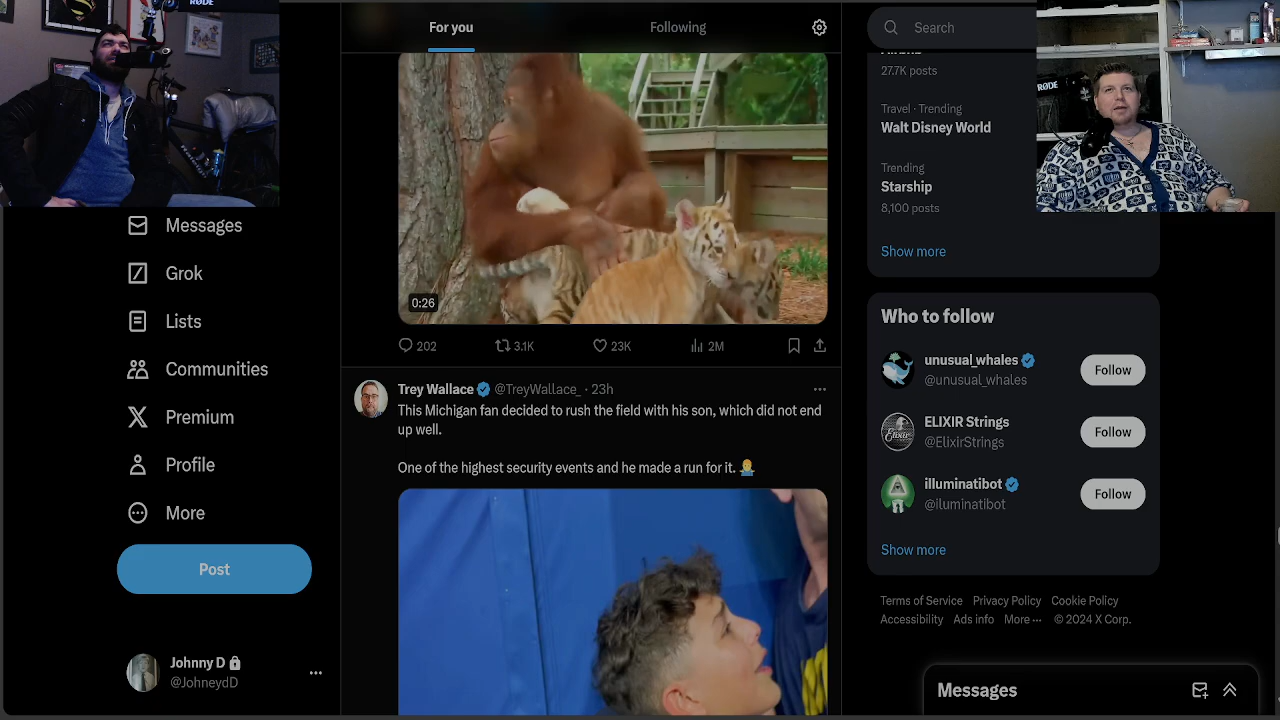 RØDE
For you
Following
Search
27.7K posts
Travel · Trending
Walt Disney World
Trending
Starship
8,100 posts
Show more
RØDE
Messages
Grok
Lists
Communities
Premium
Profile
More
Post
Johnny D
@JohneydD
0:26
202
3.1K
23K
2M
Trey Wallace @TreyWallace_ · 23h
This Michigan fan decided to rush the field with his son, which did not end
up well.
One of the highest security events and he made a run for it.
Who to follow
unusual_whales
@unusual_whales
Follow
ELIXIR Strings
@ElixirStrings
Follow
illuminatibot
@iluminatibot
Follow
Show more
Terms of Service Privacy Policy Cookie Policy
Accessibility Ads info More ··· © 2024 X Corp.
Messages